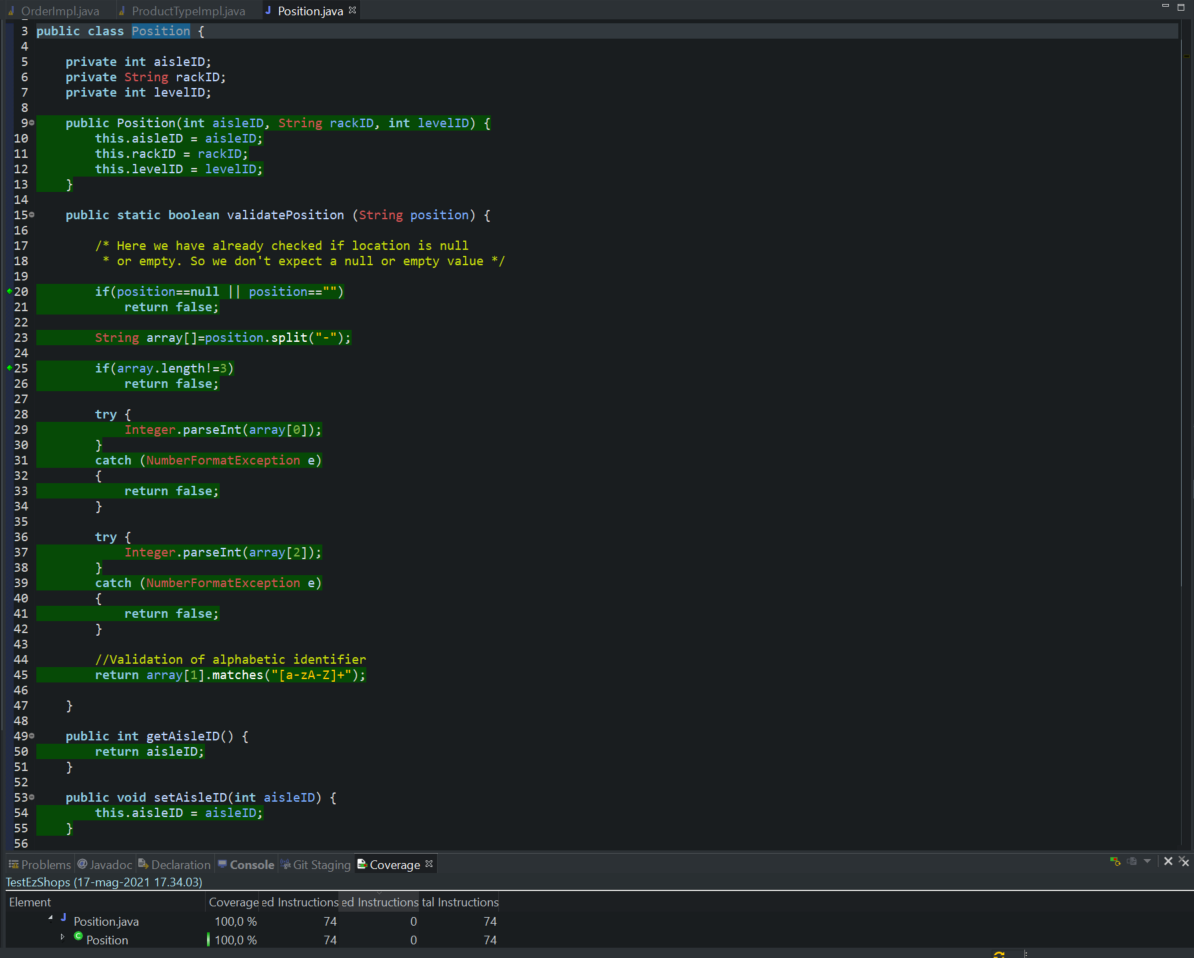 OrderImpl.java ProductTypeImpl.java Position.java
3 public class Position {
4
5 private int aisleID;
6 private String rackID;
7 private int levelID;
8
9 public Position(int aisleID, String rackID, int levelID) {
10 this.aisleID = aisleID;
11 this.rackID = rackID;
12 this.levelID = levelID;
13 }
14
15 public static boolean validatePosition (String position) {
16
17 /* Here we have already checked if location is null
18 * or empty. So we don't expect a null or empty value */
19
20 if(position==null || position=="")
21 return false;
22
23 String array[]=position.split("-");
24
25 if(array.length!=3)
26 return false;
27
28 try {
29 Integer.parseInt(array[0]);
30 }
31 catch (NumberFormatException e)
32 {
33 return false;
34 }
35
36 try {
37 Integer.parseInt(array[2]);
38 }
39 catch (NumberFormatException e)
40 {
41 return false;
42 }
43
44 //Validation of alphabetic identifier
45 return array[1].matches("[a-zA-Z]+");
46
47 }
48
49 public int getAisleID() {
50 return aisleID;
51 }
52
53 public void setAisleID(int aisleID) {
54 this.aisleID = aisleID;
55 }
56
Problems Javadoc Declaration Console Git Staging Coverage
TestEzShops (17-mag-2021 17.34.03)
Element Coverage ed Instructions ed Instructions tal Instructions
Position.java 100,0 % 74 0 74
Position 100,0 % 74 0 74